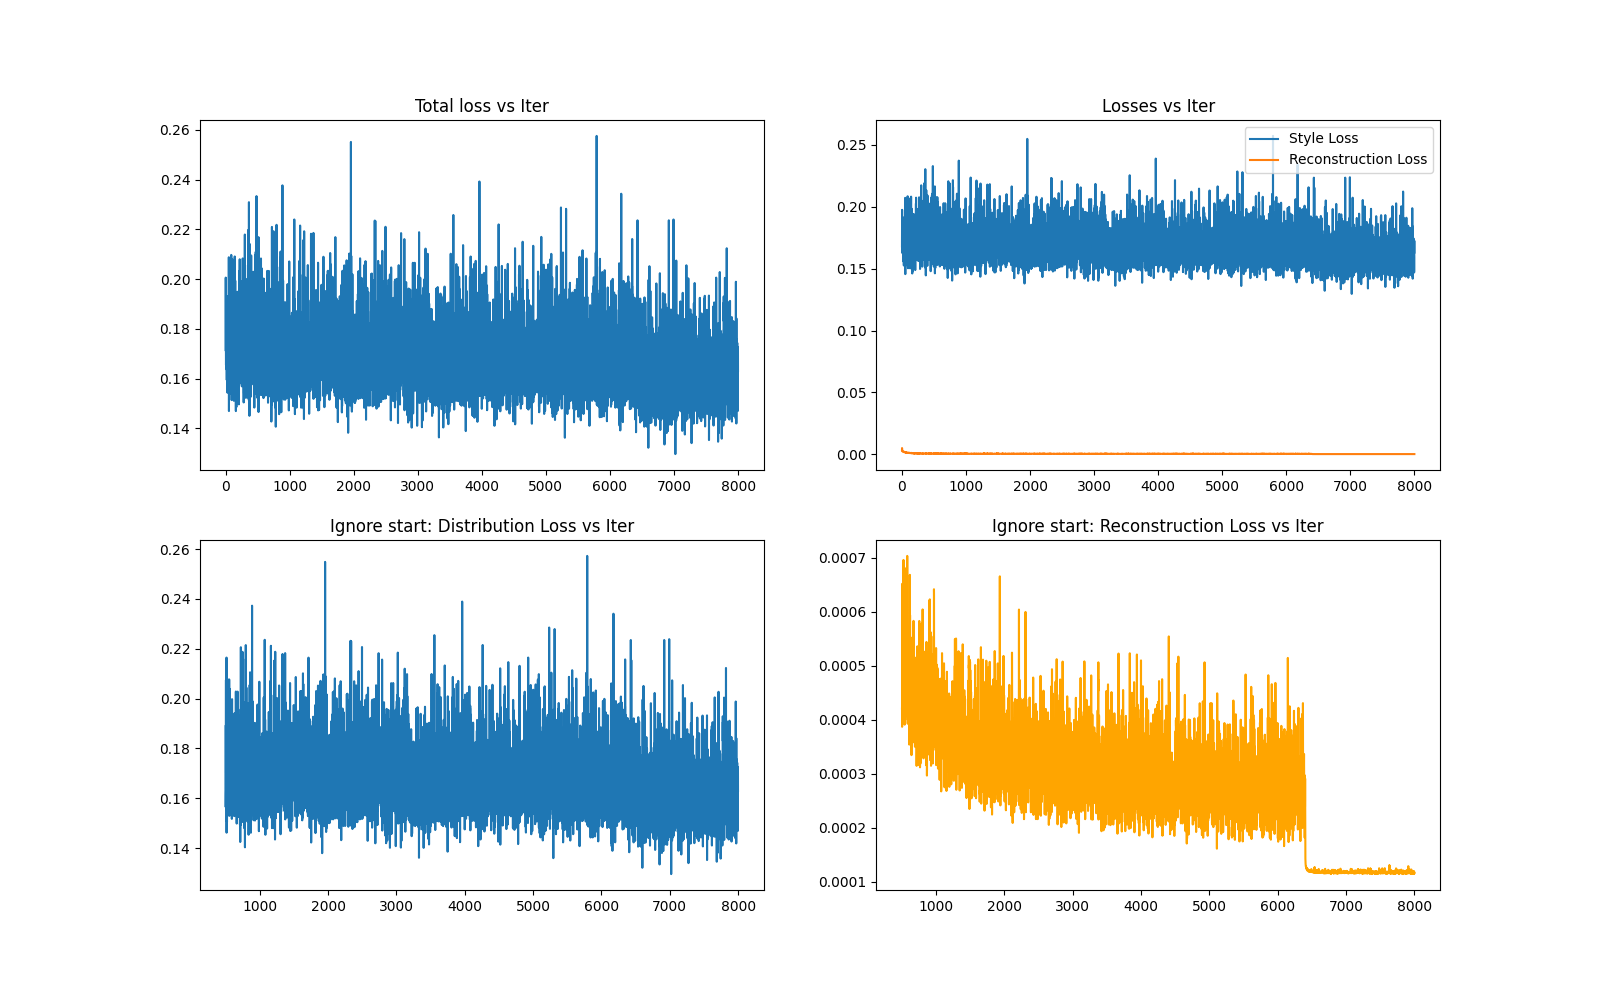 Total loss vs Iter
0.26
0.24
0.22
0.20
0.18
0.16
0.14
0 1000 2000 3000 4000 5000 6000 7000 8000
Losses vs Iter
Style Loss
Reconstruction Loss
0.25
0.20
0.15
0.10
0.05
0.00
0 1000 2000 3000 4000 5000 6000 7000 8000
Ignore start: Distribution Loss vs Iter
0.26
0.24
0.22
0.20
0.18
0.16
0.14
1000 2000 3000 4000 5000 6000 7000 8000
Ignore start: Reconstruction Loss vs Iter
0.0007
0.0006
0.0005
0.0004
0.0003
0.0002
0.0001
1000 2000 3000 4000 5000 6000 7000 8000